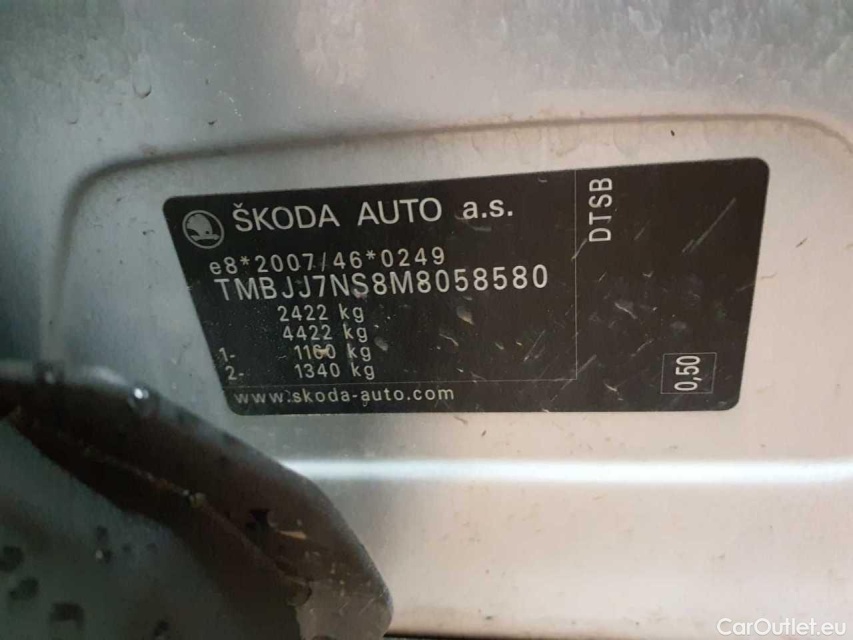 ŠKODA AUTO a.s.
e8*2007/46*0249
TMBJJ7NS8M8058580
2422 kg
4422 kg
1- 1160 kg
2- 1340 kg
www.skoda-auto.com
DTSB
0,50
CarOutlet.eu